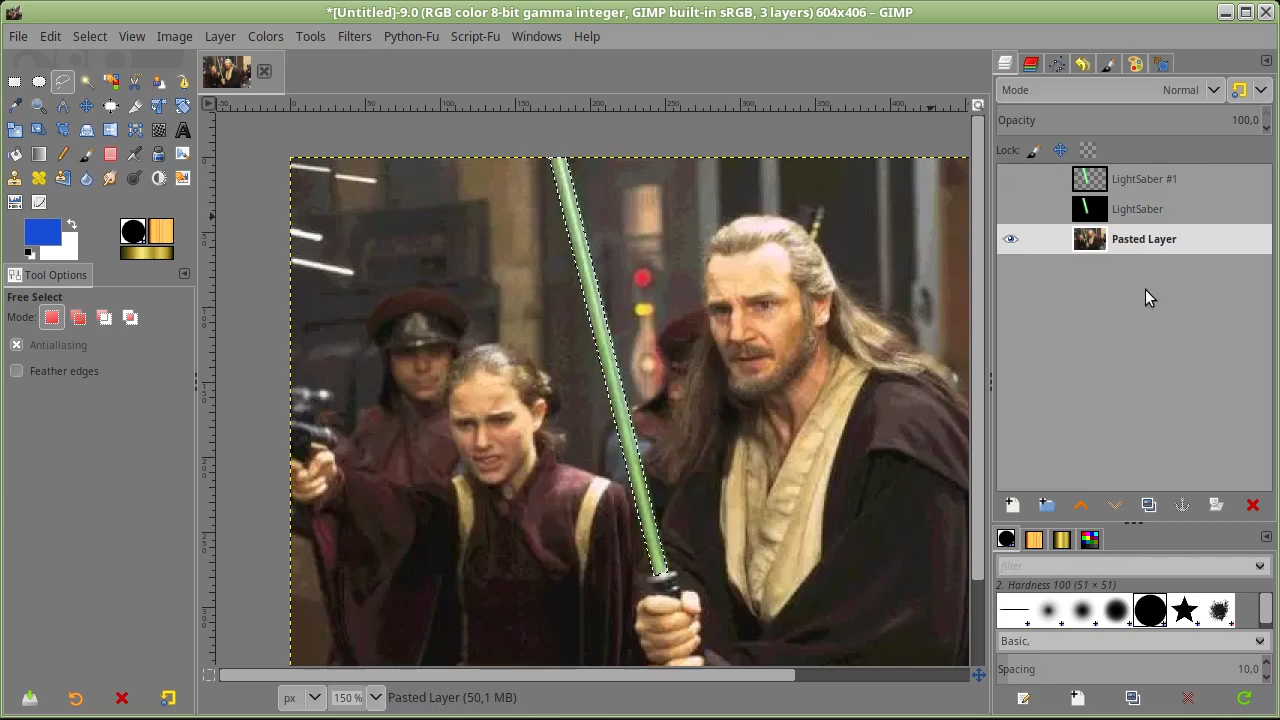 *[Untitled]-9.0 (RGB color 8-bit gamma integer, GIMP built-in sRGB, 3 layers) 604x406 – GIMP
File Edit Select View Image Layer Colors Tools Filters Python-Fu Script-Fu Windows Help
Mode Normal
Opacity 100,0
Lock:
LightSaber #1
LightSaber
Pasted Layer
Tool Options
Free Select
Mode:
Antialiasing
Feather edges
filter
2. Hardness 100 (51 × 51)
Basic,
Spacing 10,0
px 150 % Pasted Layer (50,1 MB)